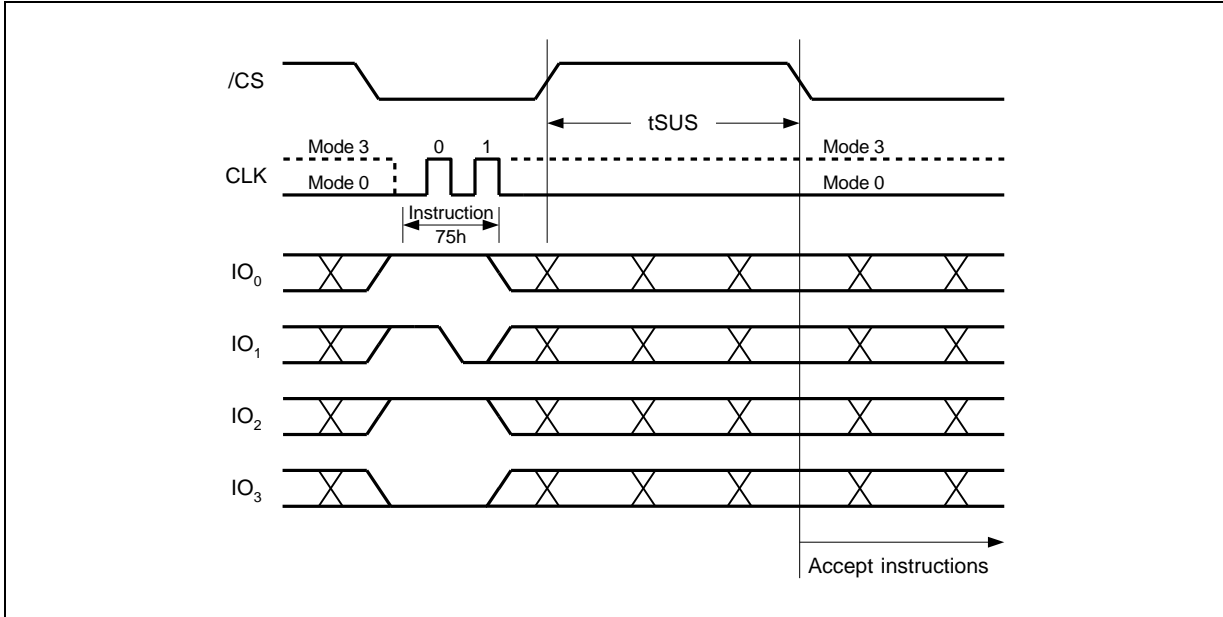 /CS
tSUS
Mode 3 0 1 Mode 3
CLK
Mode 0 Mode 0
Instruction
75h
IO0
IO1
IO2
IO3
Accept instructions